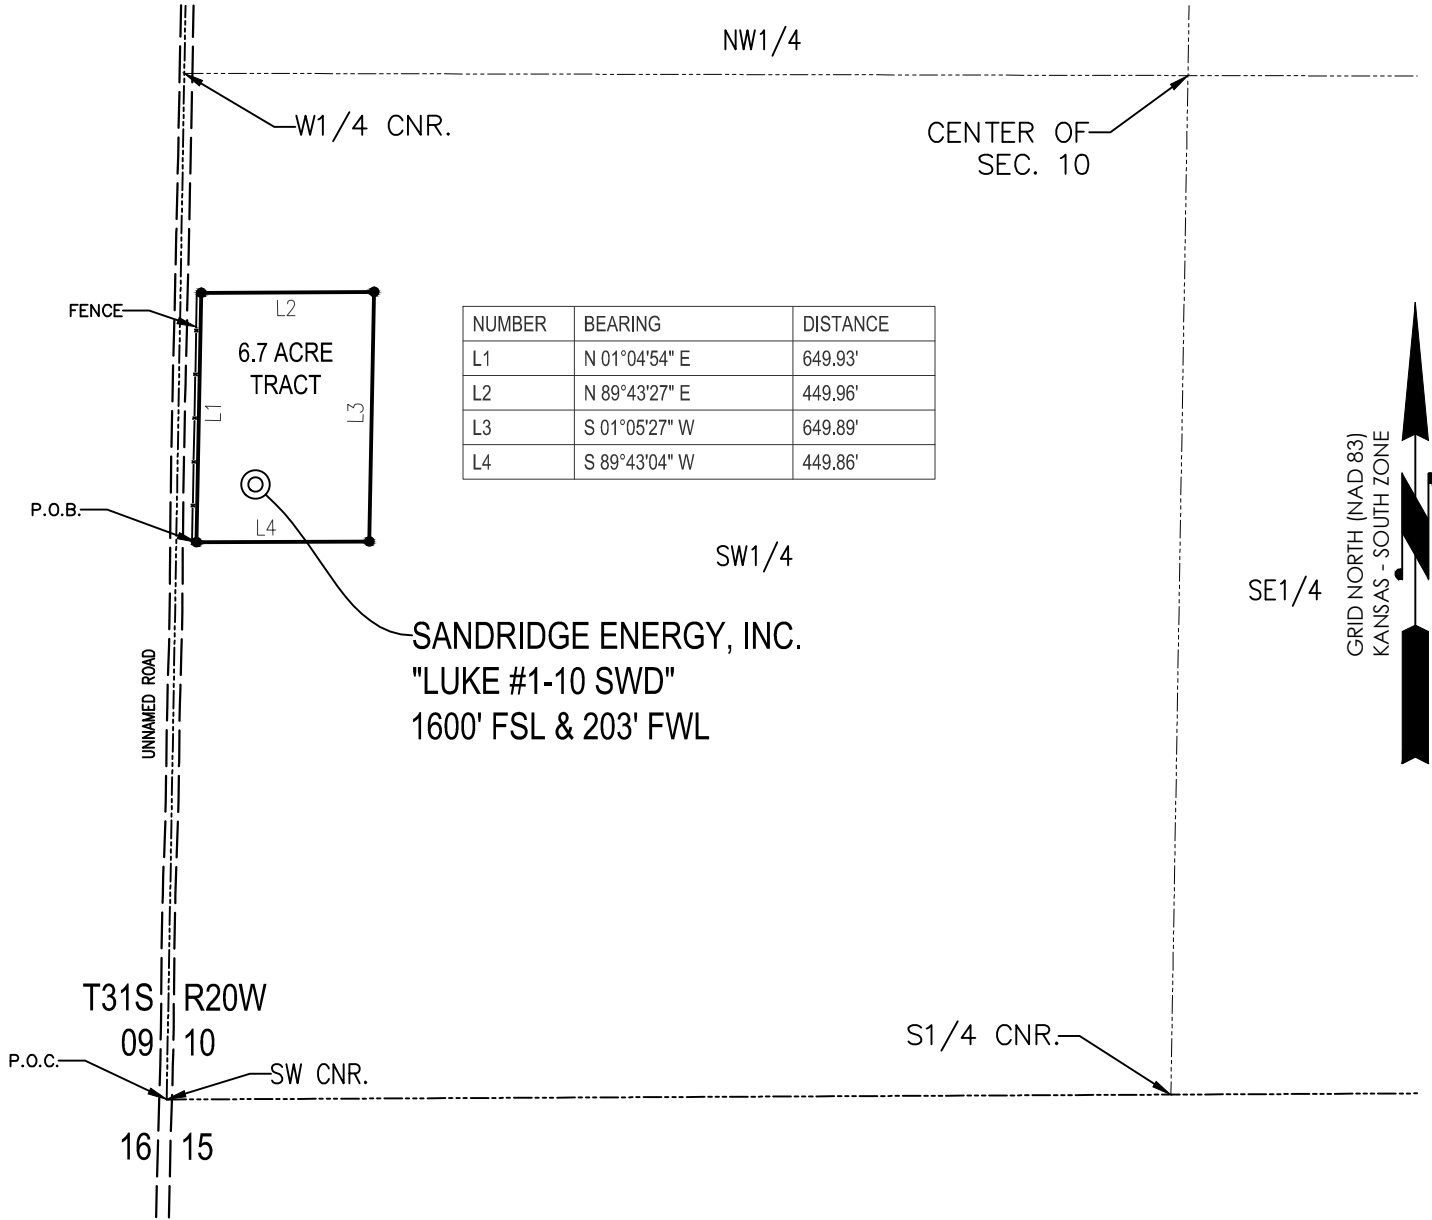 NW1/4
W1/4 CNR.
CENTER OF
SEC. 10
FENCE
L2
6.7 ACRE
TRACT
L1
L3
L4
P.O.B.
NUMBER BEARING DISTANCE
L1 N 01°04'54" E 649.93'
L2 N 89°43'27" E 449.96'
L3 S 01°05'27" W 649.89'
L4 S 89°43'04" W 449.86'
SW1/4
SE1/4
GRID NORTH (NAD 83)
KANSAS - SOUTH ZONE
N
SANDRIDGE ENERGY, INC.
"LUKE #1-10 SWD"
1600' FSL & 203' FWL
UNNAMED ROAD
T31S R20W
09 10
P.O.C.
SW CNR.
S1/4 CNR.
16 15